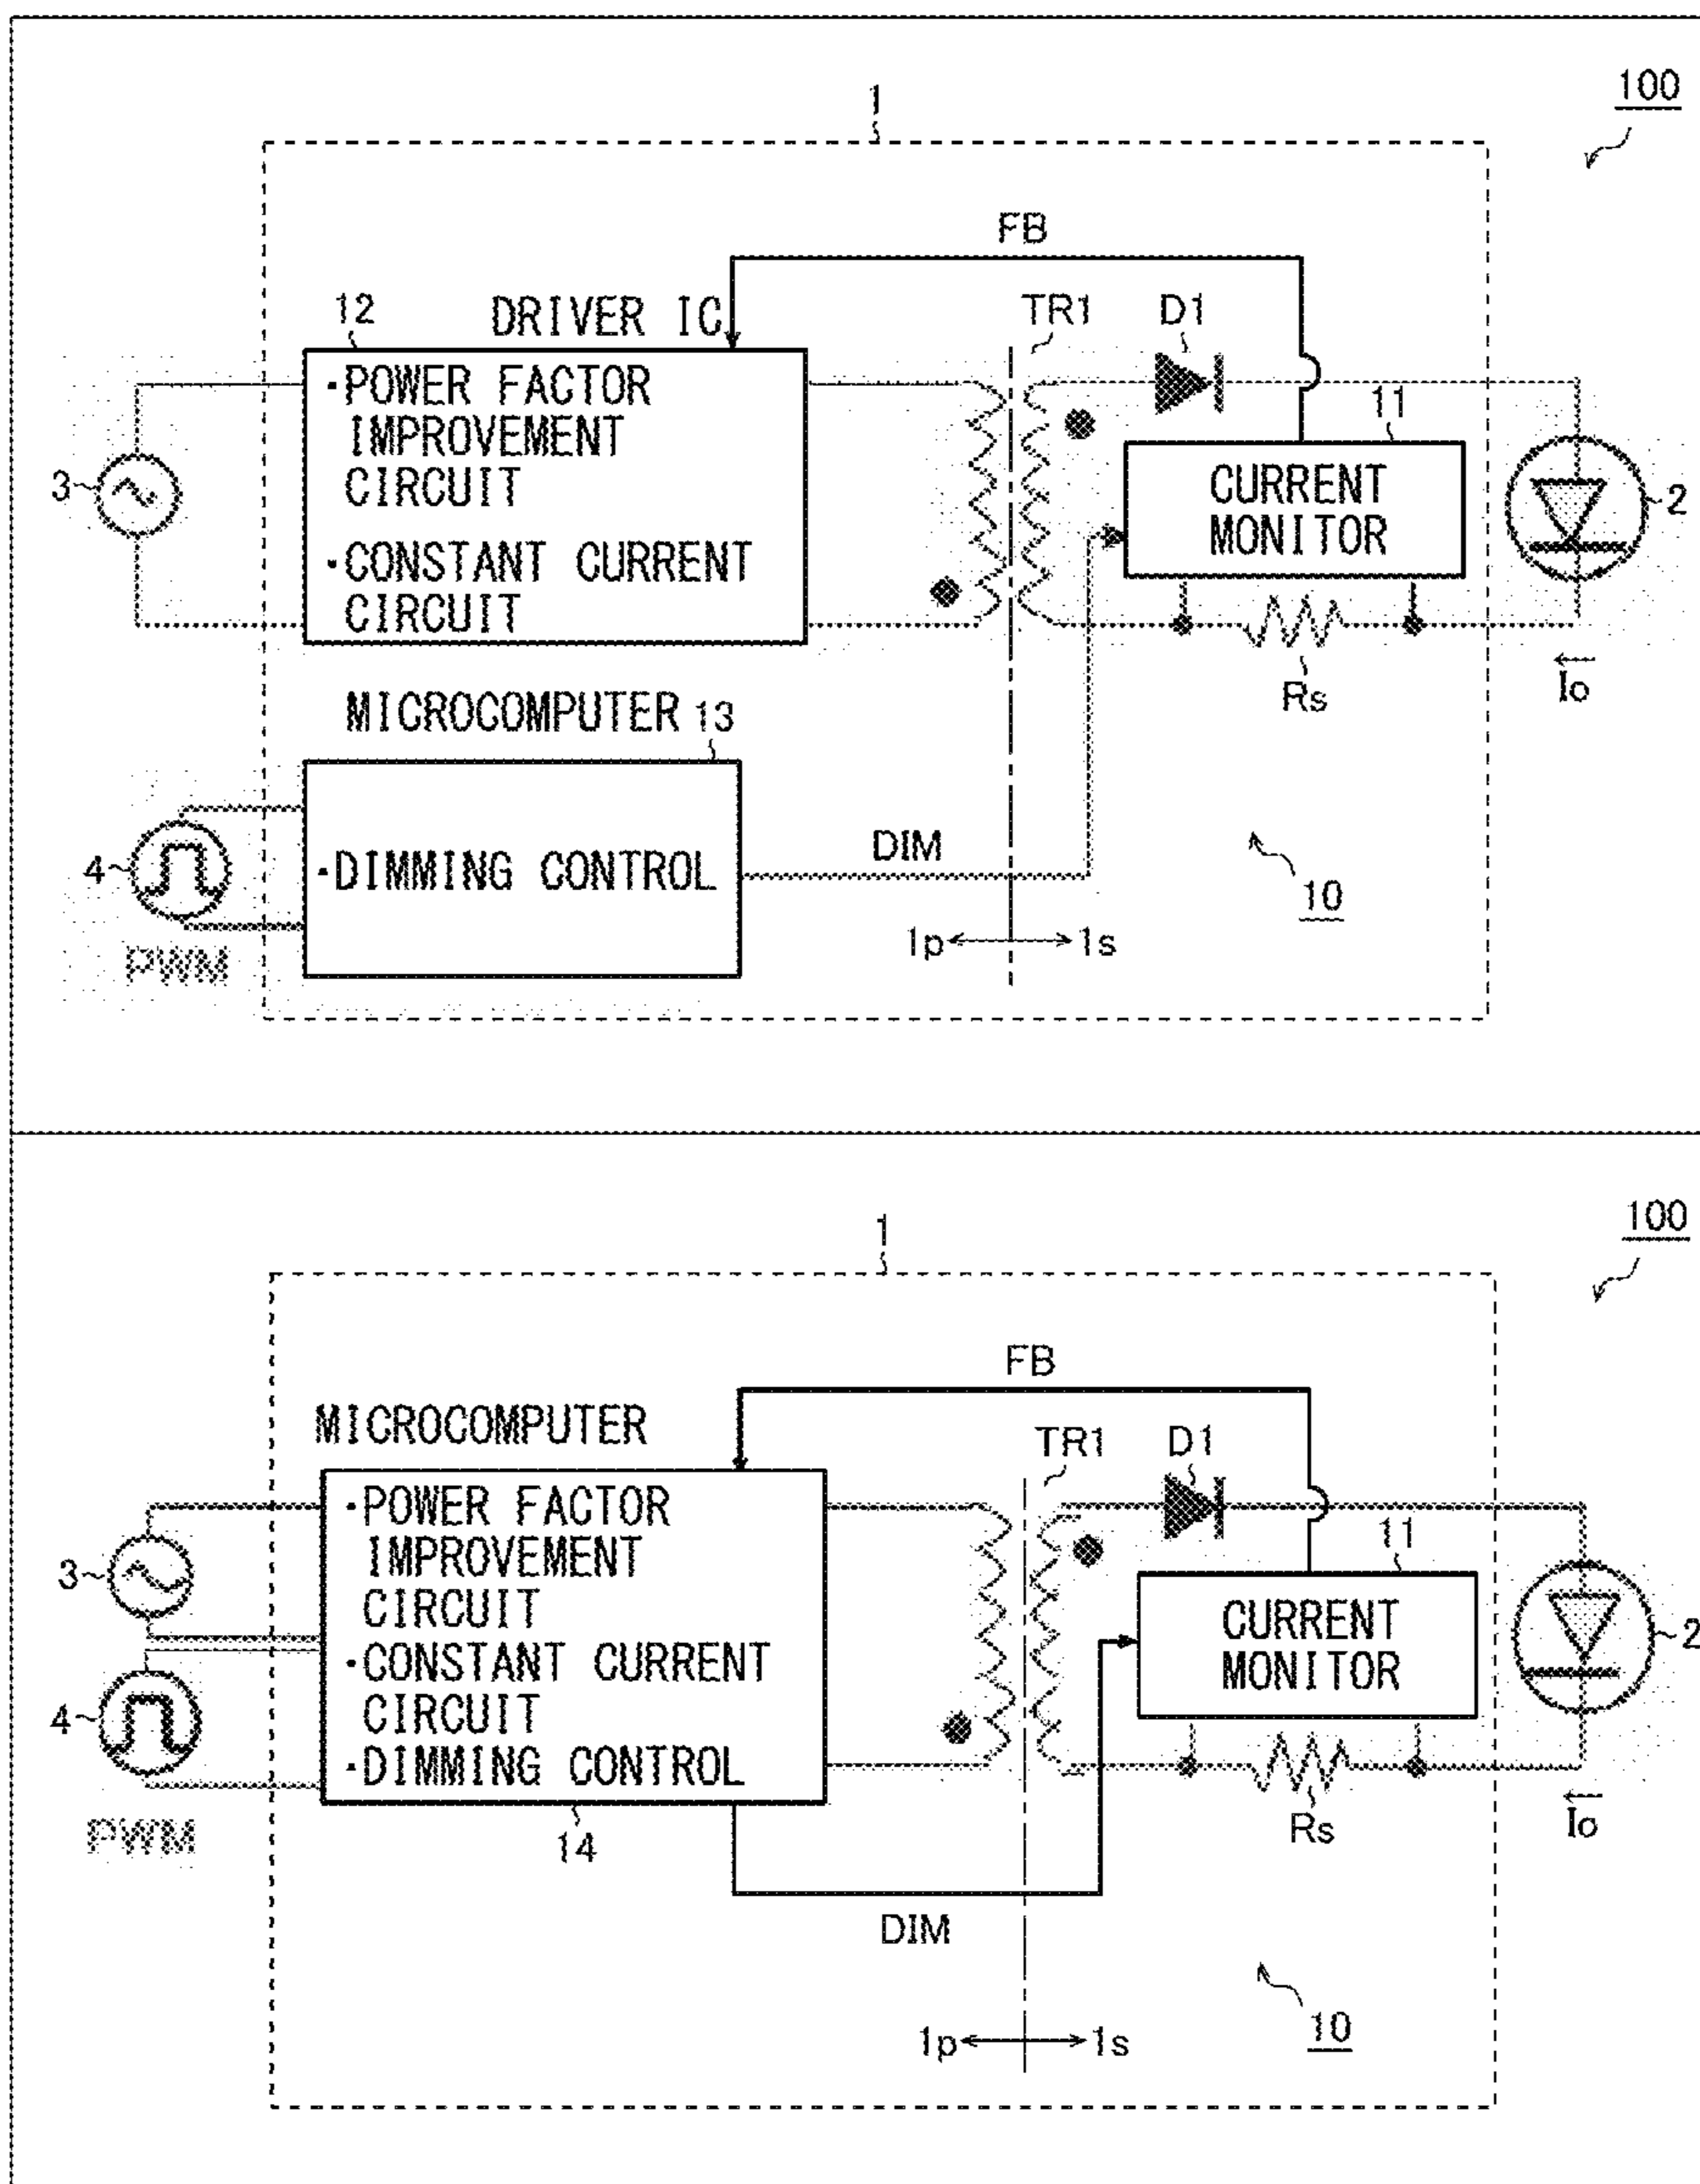 100
1
FB
12
DRIVER IC
TR1
D1
·POWER FACTOR
IMPROVEMENT
CIRCUIT
·CONSTANT CURRENT
CIRCUIT
11
CURRENT
MONITOR
3
2
Rs
Io
MICROCOMPUTER 13
·DIMMING CONTROL
DIM
4
PWM
10
1p
1s
100
1
FB
MICROCOMPUTER
TR1
D1
·POWER FACTOR
IMPROVEMENT
CIRCUIT
·CONSTANT CURRENT
CIRCUIT
·DIMMING CONTROL
11
CURRENT
MONITOR
3
2
4
Rs
Io
PWM
14
DIM
10
1p
1s